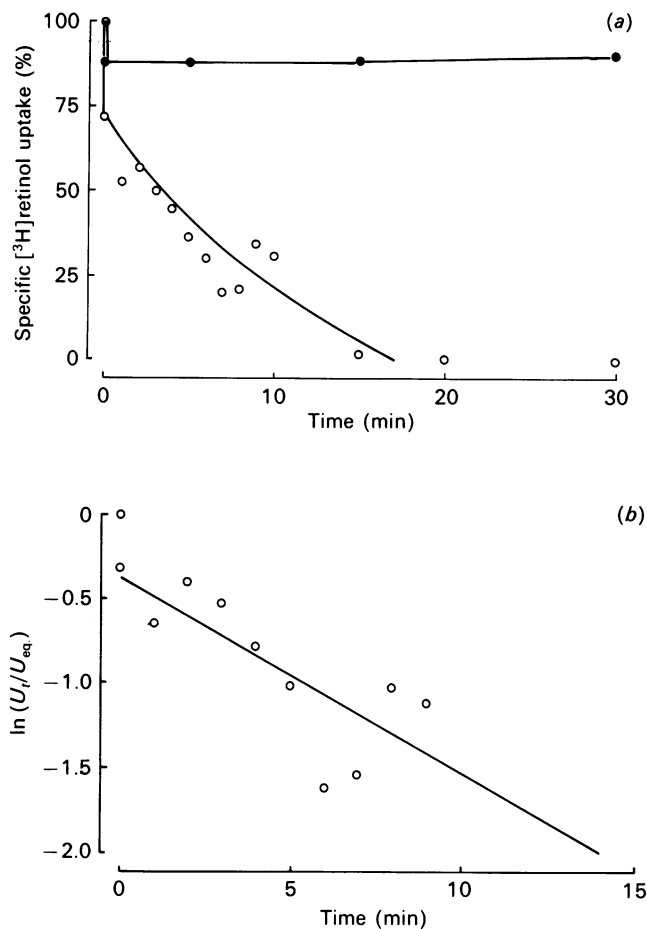 (a)
Specific [³H]retinol uptake (%)
100
75
50
25
0
0 10 20 30
Time (min)
(b)
ln (Uₜ/U_eq.)
0
−0.5
−1.0
−1.5
−2.0
0 5 10 15
Time (min)